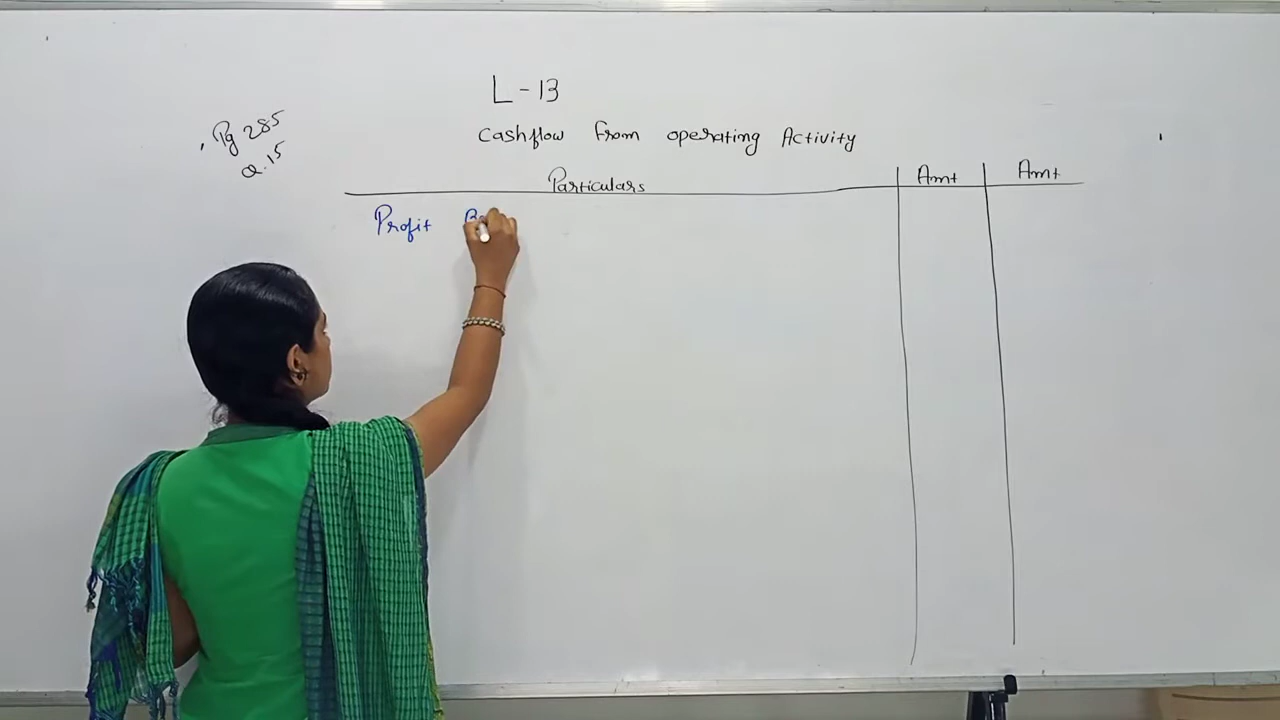 L-13
Pg 285
Q.15
Cashflow from operating Activity
Particulars Amt Amt
Profit